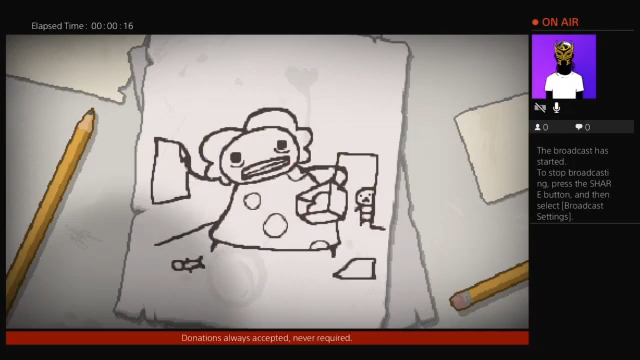 Elapsed Time : 00:00:16
ON AIR
0
0
The broadcast has
started.
To stop broadcasti
ng, press the SHAR
E button, and then
select [Broadcast
Settings].
Donations always accepted, never required.